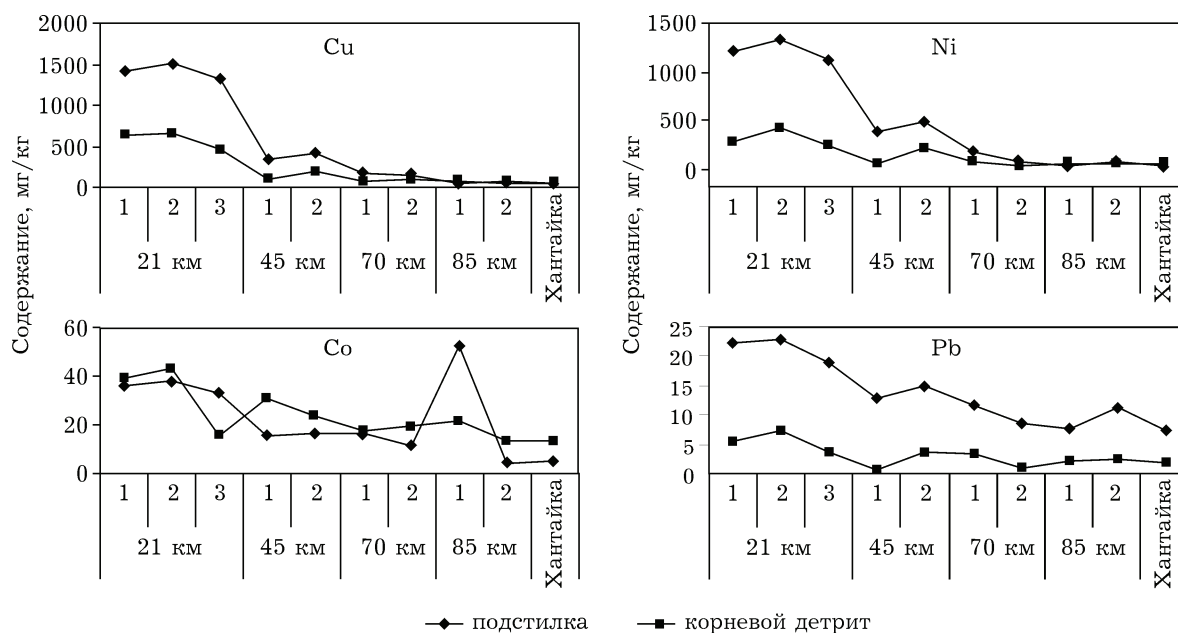 Содержание, мг/кг
2000
1500
1000
500
0
Cu
1 2 3 1 2 1 2 1 2 Хантайка
21 км 45 км 70 км 85 км
Содержание, мг/кг
1500
1000
500
0
Ni
1 2 3 1 2 1 2 1 2 Хантайка
21 км 45 км 70 км 85 км
60
40
20
0
Co
1 2 3 1 2 1 2 1 2 Хантайка
21 км 45 км 70 км 85 км
25
20
15
10
5
0
Pb
1 2 3 1 2 1 2 1 2 Хантайка
21 км 45 км 70 км 85 км
подстилка корневой детрит